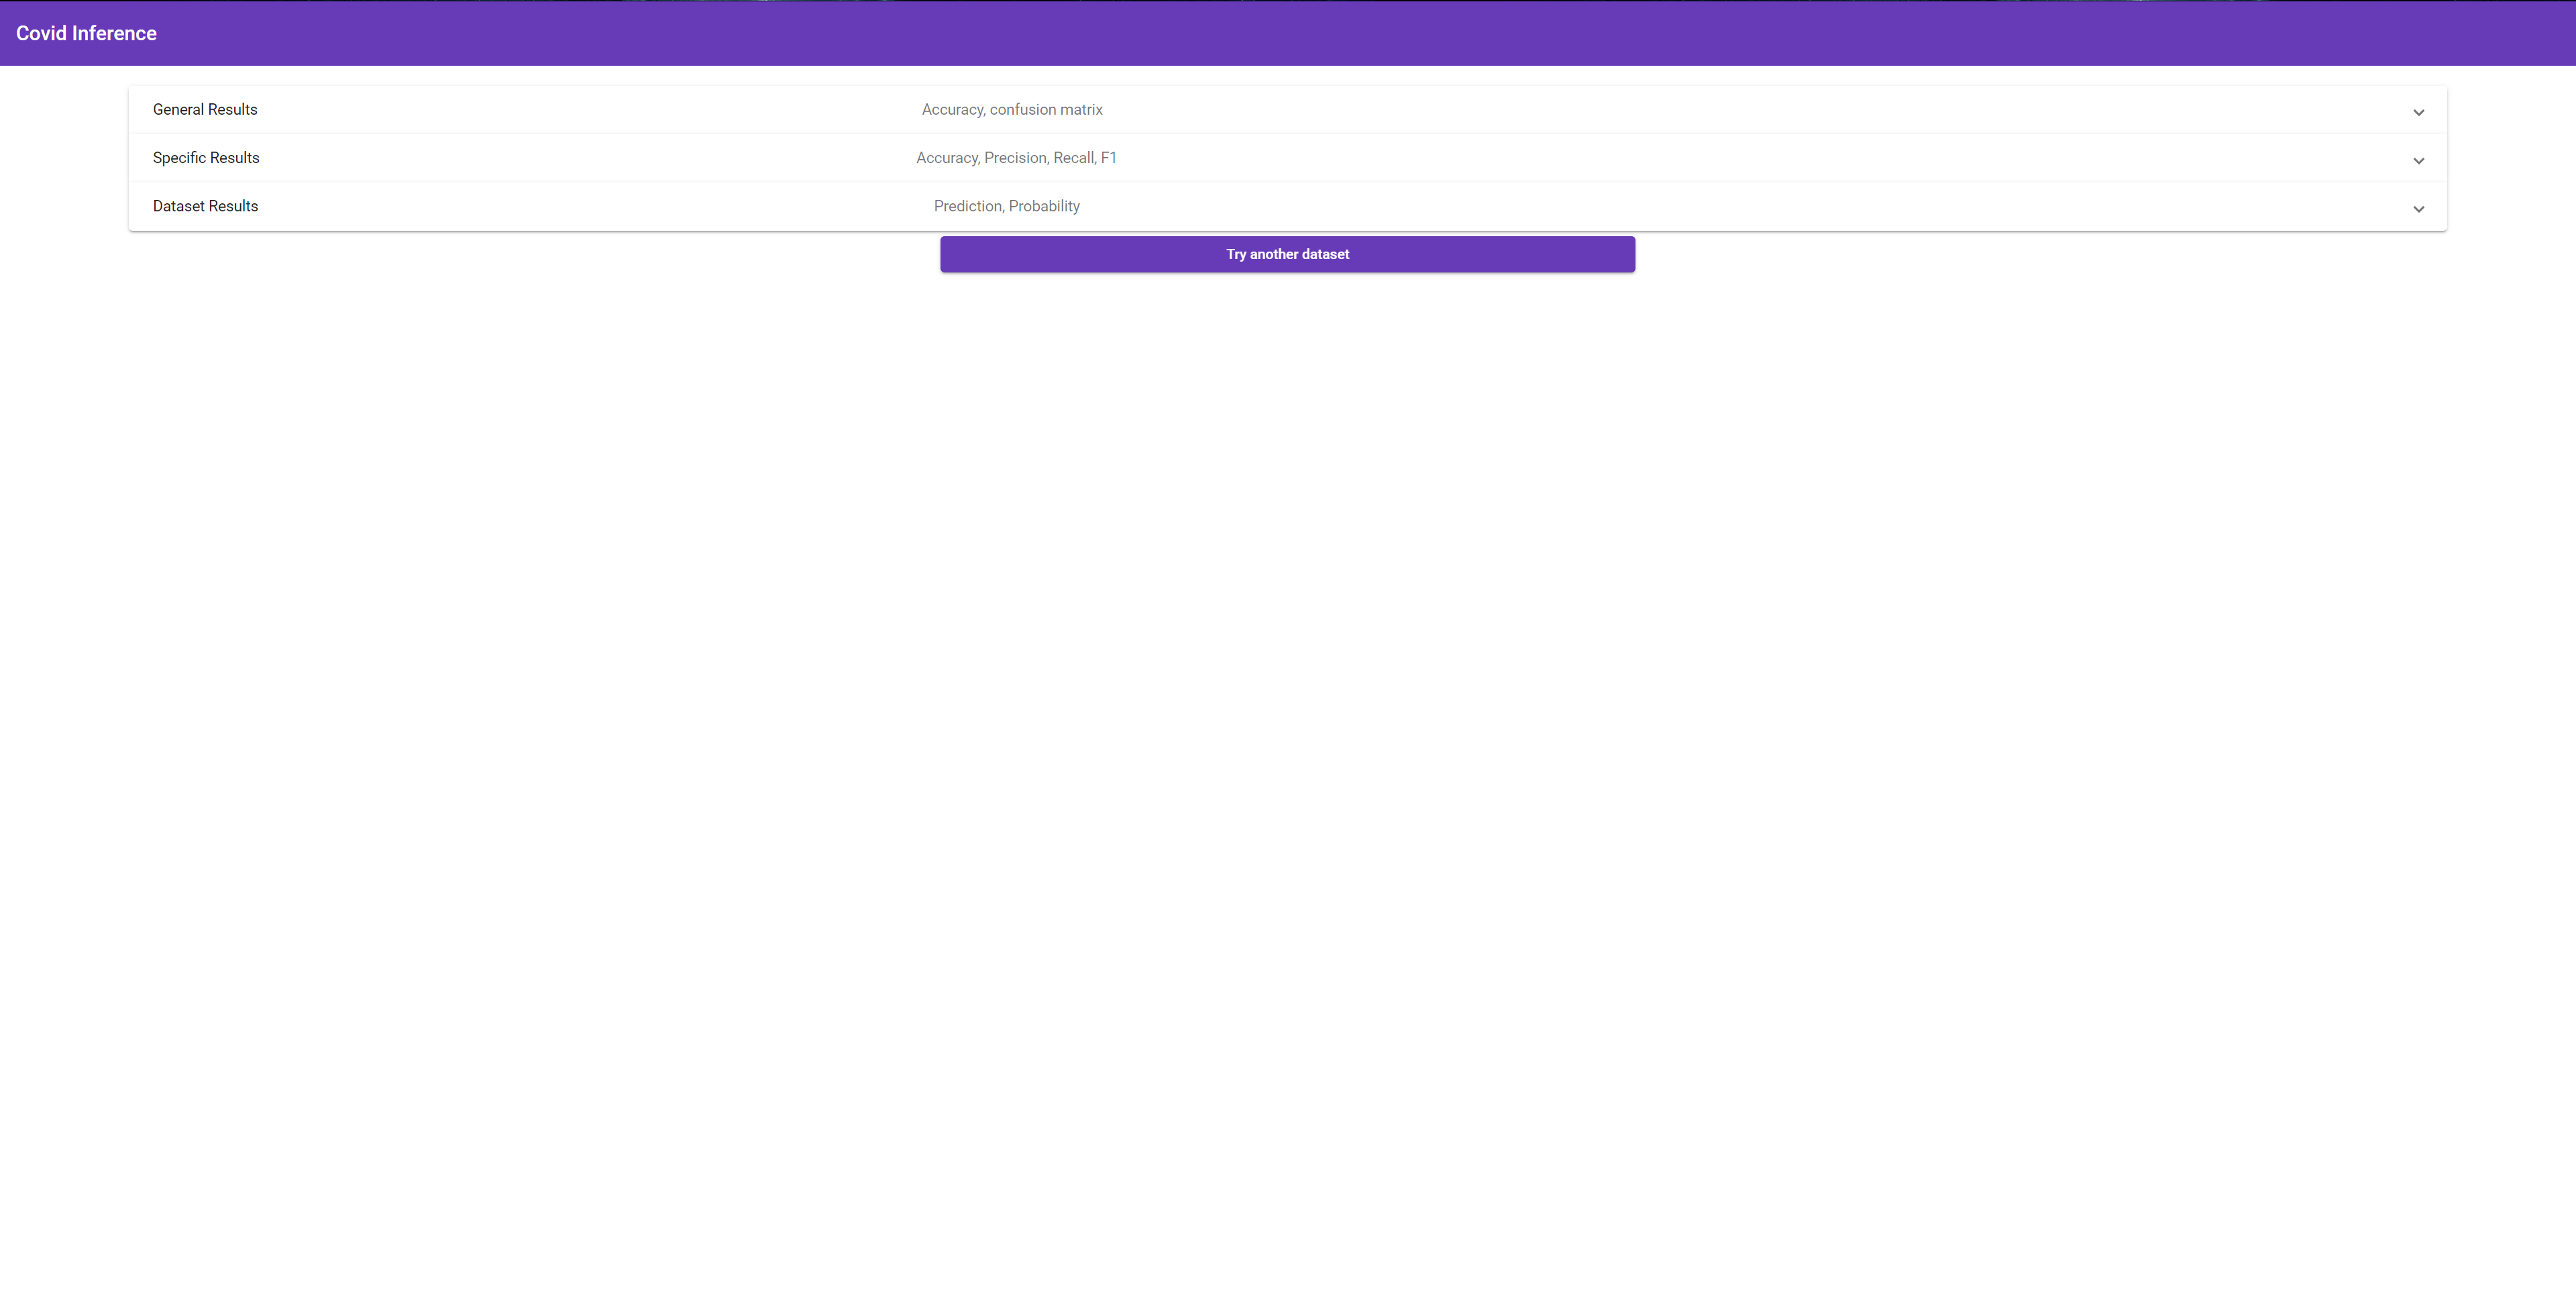 Covid Inference
General Results Accuracy, confusion matrix
Specific Results Accuracy, Precision, Recall, F1
Dataset Results Prediction, Probability
Try another dataset